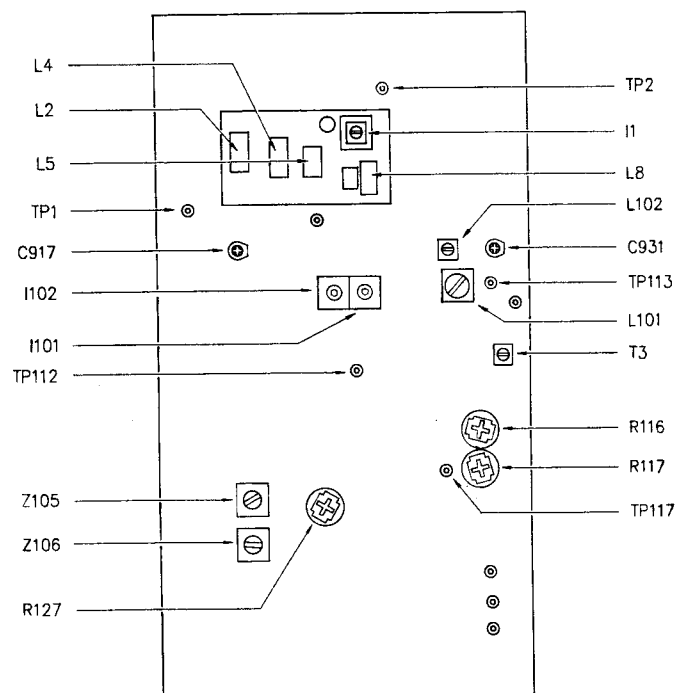 L4
L2
L5
TP1
C917
I102
I101
TP112
Z105
Z106
R127
TP2
I1
L8
L102
C931
TP113
L101
T3
R116
R117
TP117